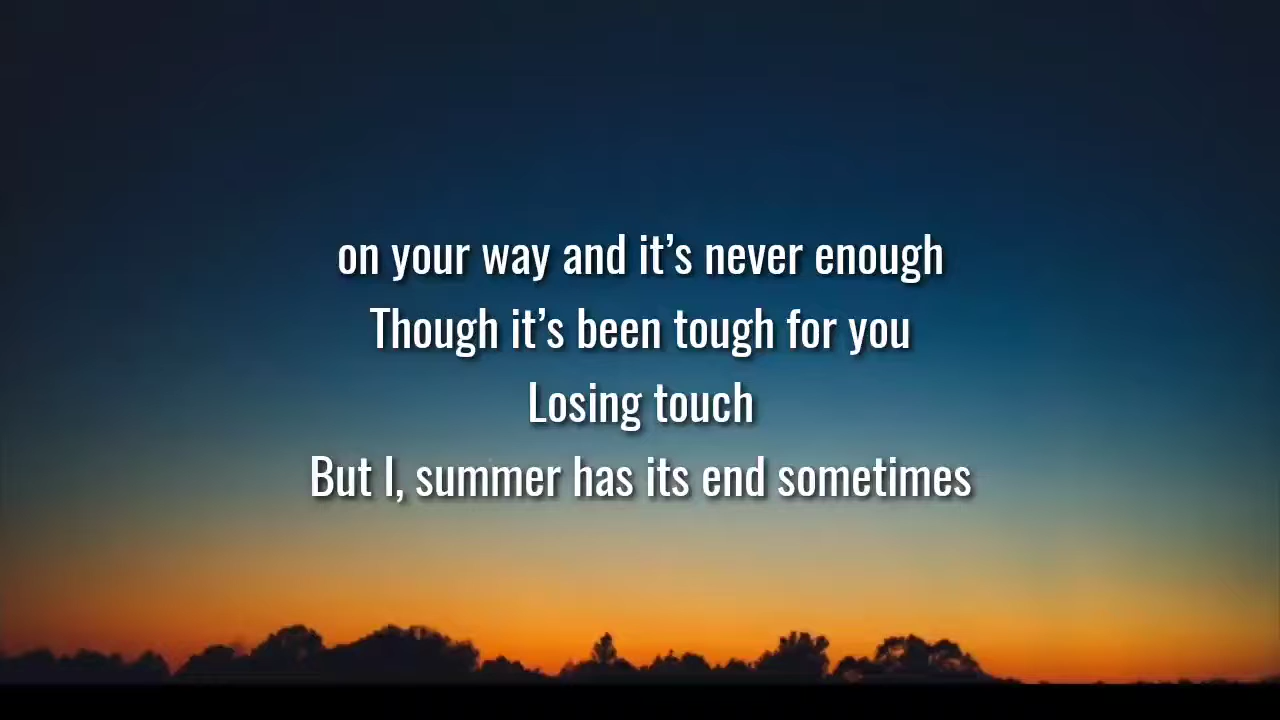 on your way and it’s never enough
Though it’s been tough for you
Losing touch
But I, summer has its end sometimes